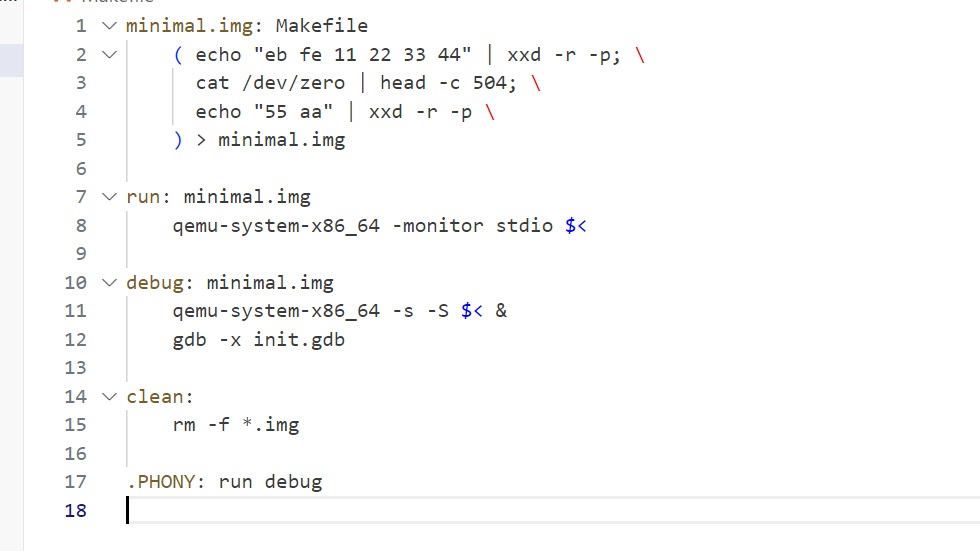 Makefile
1 minimal.img: Makefile
2     ( echo "eb fe 11 22 33 44" | xxd -r -p; \
3       cat /dev/zero | head -c 504; \
4       echo "55 aa" | xxd -r -p \
5     ) > minimal.img
6
7 run: minimal.img
8     qemu-system-x86_64 -monitor stdio $<
9
10 debug: minimal.img
11     qemu-system-x86_64 -s -S $< &
12     gdb -x init.gdb
13
14 clean:
15     rm -f *.img
16
17 .PHONY: run debug
18